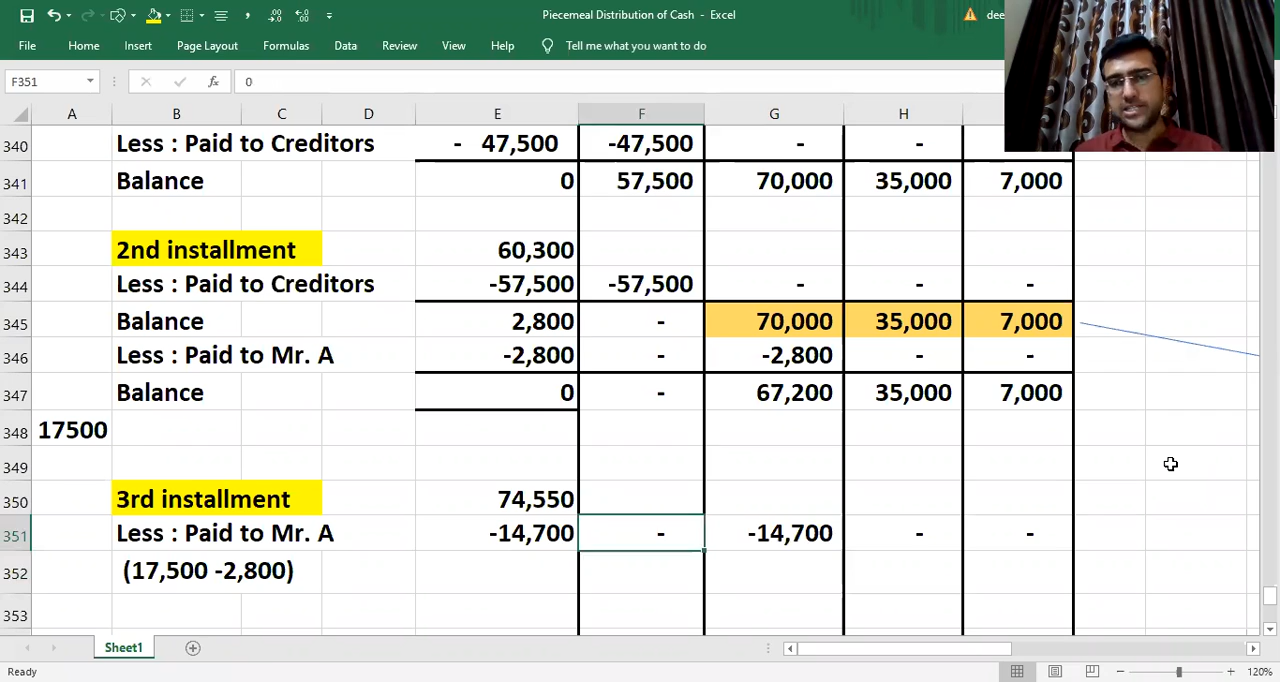 Piecemeal Distribution of Cash - Excel
dee
File Home Insert Page Layout Formulas Data Review View Help Tell me what you want to do
F351 fx 0
A B C D E F G H
340 Less : Paid to Creditors - 47,500 -47,500 - -
341 Balance 0 57,500 70,000 35,000 7,000
342
343 2nd installment 60,300
344 Less : Paid to Creditors -57,500 -57,500 - - -
345 Balance 2,800 - 70,000 35,000 7,000
346 Less : Paid to Mr. A -2,800 - -2,800 - -
347 Balance 0 - 67,200 35,000 7,000
348 17500
349
350 3rd installment 74,550
351 Less : Paid to Mr. A -14,700 - -14,700 - -
352 (17,500 -2,800)
353
Sheet1
Ready 120%